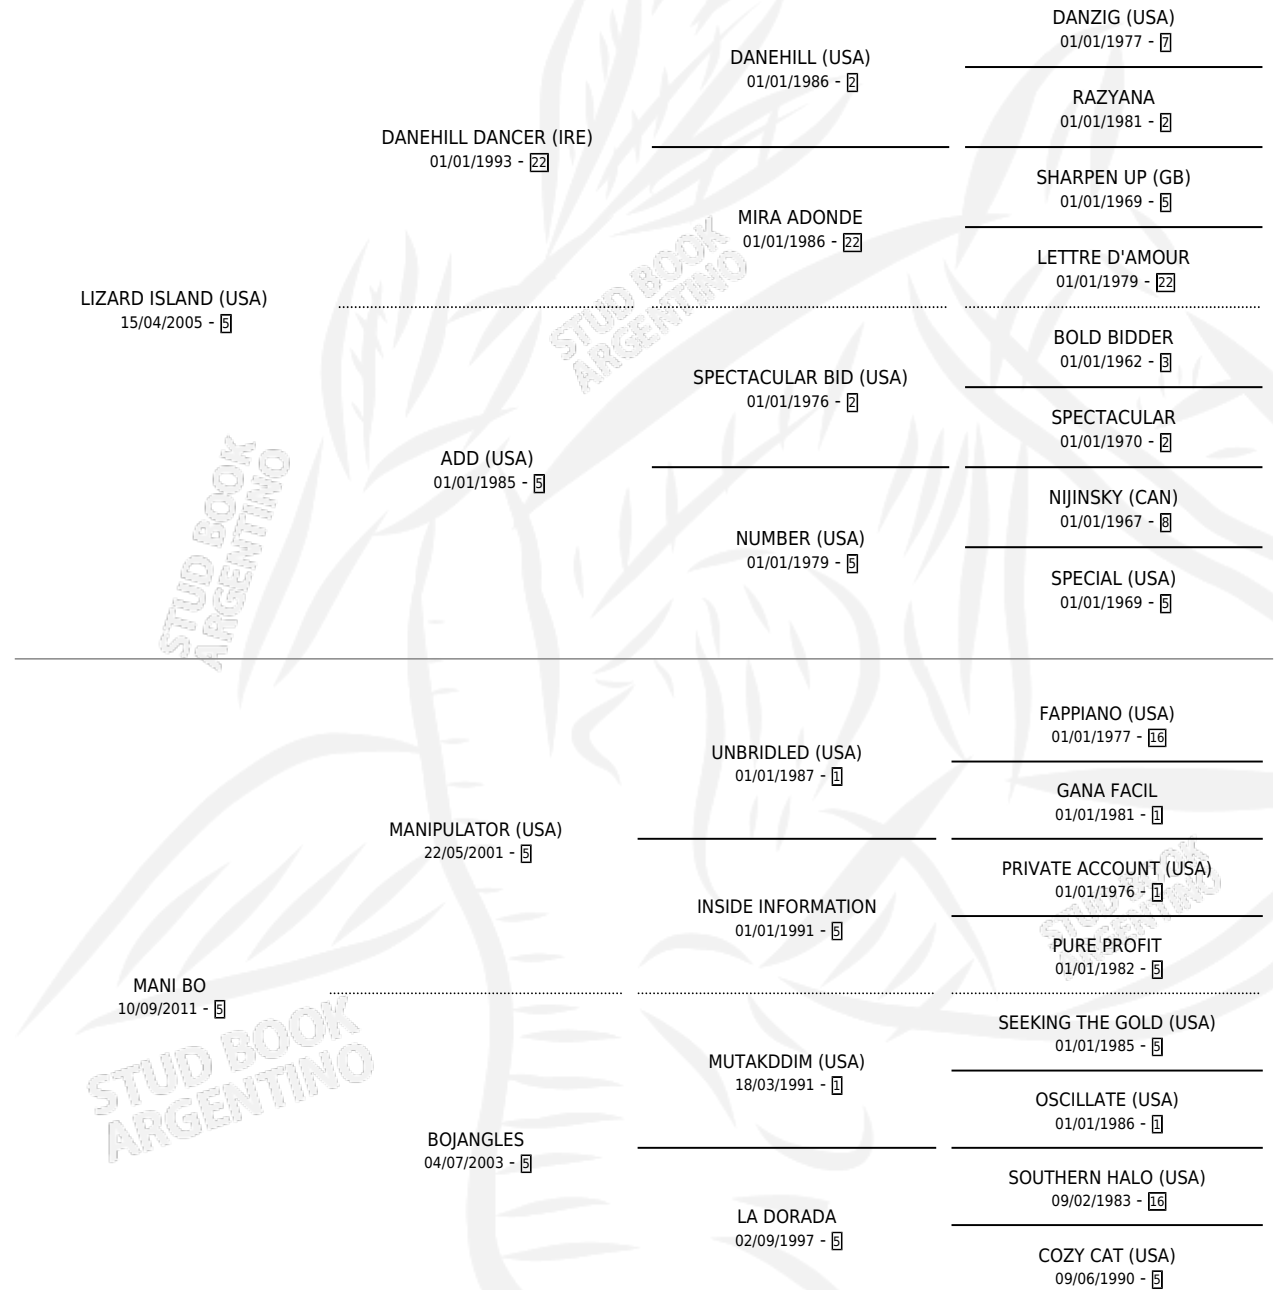 DANZIG (USA)
01/01/1977 - 7
DANEHILL (USA)
01/01/1986 - 2
RAZYANA
01/01/1981 - 2
DANEHILL DANCER (IRE)
01/01/1993 - 22
SHARPEN UP (GB)
01/01/1969 - 5
MIRA ADONDE
01/01/1986 - 22
LETTRE D'AMOUR
01/01/1979 - 22
LIZARD ISLAND (USA)
15/04/2005 - 5
STUD BOOK
ARGENTINO
BOLD BIDDER
01/01/1962 - 3
SPECTACULAR BID (USA)
01/01/1976 - 2
SPECTACULAR
01/01/1970 - 2
ADD (USA)
01/01/1985 - 5
NIJINSKY (CAN)
01/01/1967 - 8
NUMBER (USA)
01/01/1979 - 5
SPECIAL (USA)
01/01/1969 - 5
STUD BOOK
ARGENTINO
FAPPIANO (USA)
01/01/1977 - 16
UNBRIDLED (USA)
01/01/1987 - 1
GANA FACIL
01/01/1981 - 1
MANIPULATOR (USA)
22/05/2001 - 5
PRIVATE ACCOUNT (USA)
01/01/1976 - 1
INSIDE INFORMATION
01/01/1991 - 5
STUD BOOK
ARGENTINO
PURE PROFIT
01/01/1982 - 5
MANI BO
10/09/2011 - 5
STUD BOOK
ARGENTINO
SEEKING THE GOLD (USA)
01/01/1985 - 5
MUTAKDDIM (USA)
18/03/1991 - 1
OSCILLATE (USA)
01/01/1986 - 1
BOJANGLES
04/07/2003 - 5
SOUTHERN HALO (USA)
09/02/1983 - 16
LA DORADA
02/09/1997 - 5
COZY CAT (USA)
09/06/1990 - 5